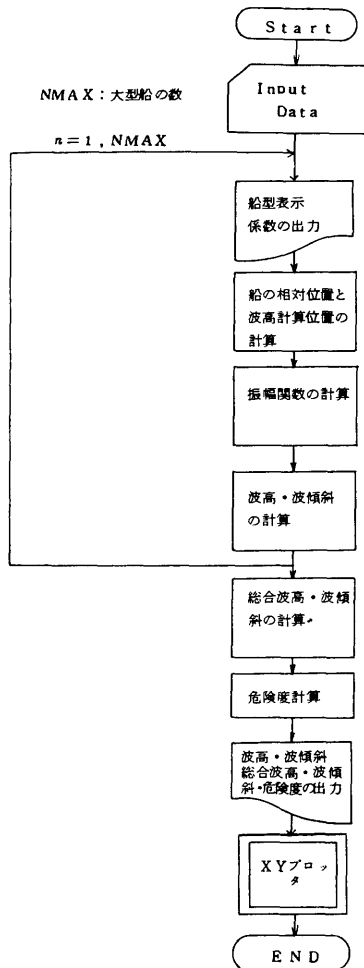 Start
Input
Data
NMAX：大型船の数
n＝1，NMAX
船型表示
係数の出力
船の相対位置と
波高計算位置の
計算
振幅関数の計算
波高・波傾斜
の計算
総合波高・波傾
斜の計算・
危険度計算
波高・波傾斜
総合波高・波傾
斜・危険度の出力
XYプロッ
タ
END